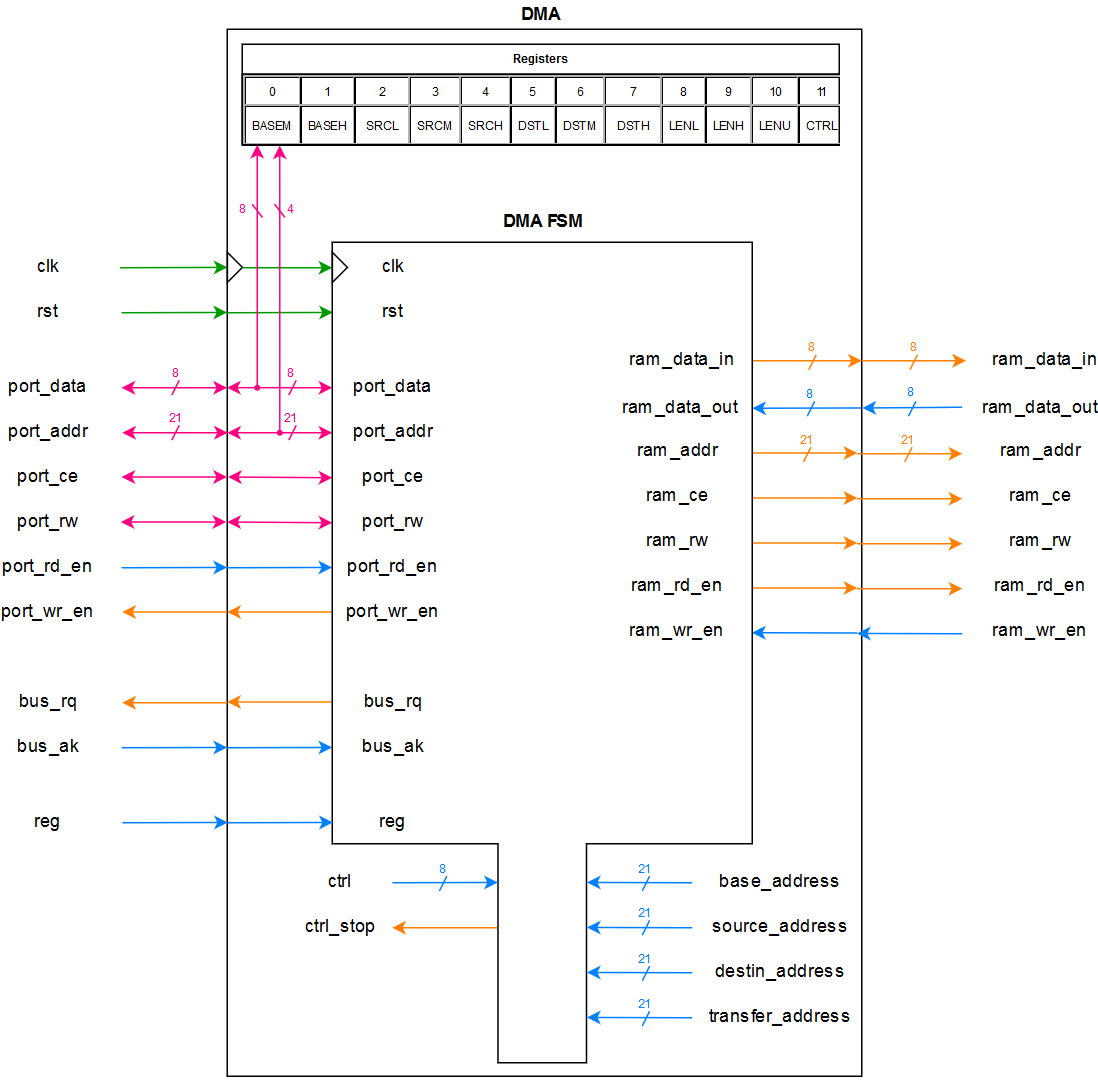 DMA
Registers
0 1 2 3 4 5 6 7 8 9 10 11
BASEM BASEH SRCL SRCM SRCH DSTL DSTM DSTH LENL LENH LENU CTRL
8 4
DMA FSM
clk clk
rst rst
8 8
ram_data_in ram_data_in
8 8
port_data port_data
8 8
ram_data_out ram_data_out
21 21
port_addr port_addr
21 21
ram_addr ram_addr
port_ce port_ce
ram_ce ram_ce
port_rw port_rw
ram_rw ram_rw
port_rd_en port_rd_en
ram_rd_en ram_rd_en
port_wr_en port_wr_en
ram_wr_en ram_wr_en
bus_rq bus_rq
bus_ak bus_ak
reg reg
8 21
ctrl base_address
21
ctrl_stop source_address
21
destin_address
21
transfer_address